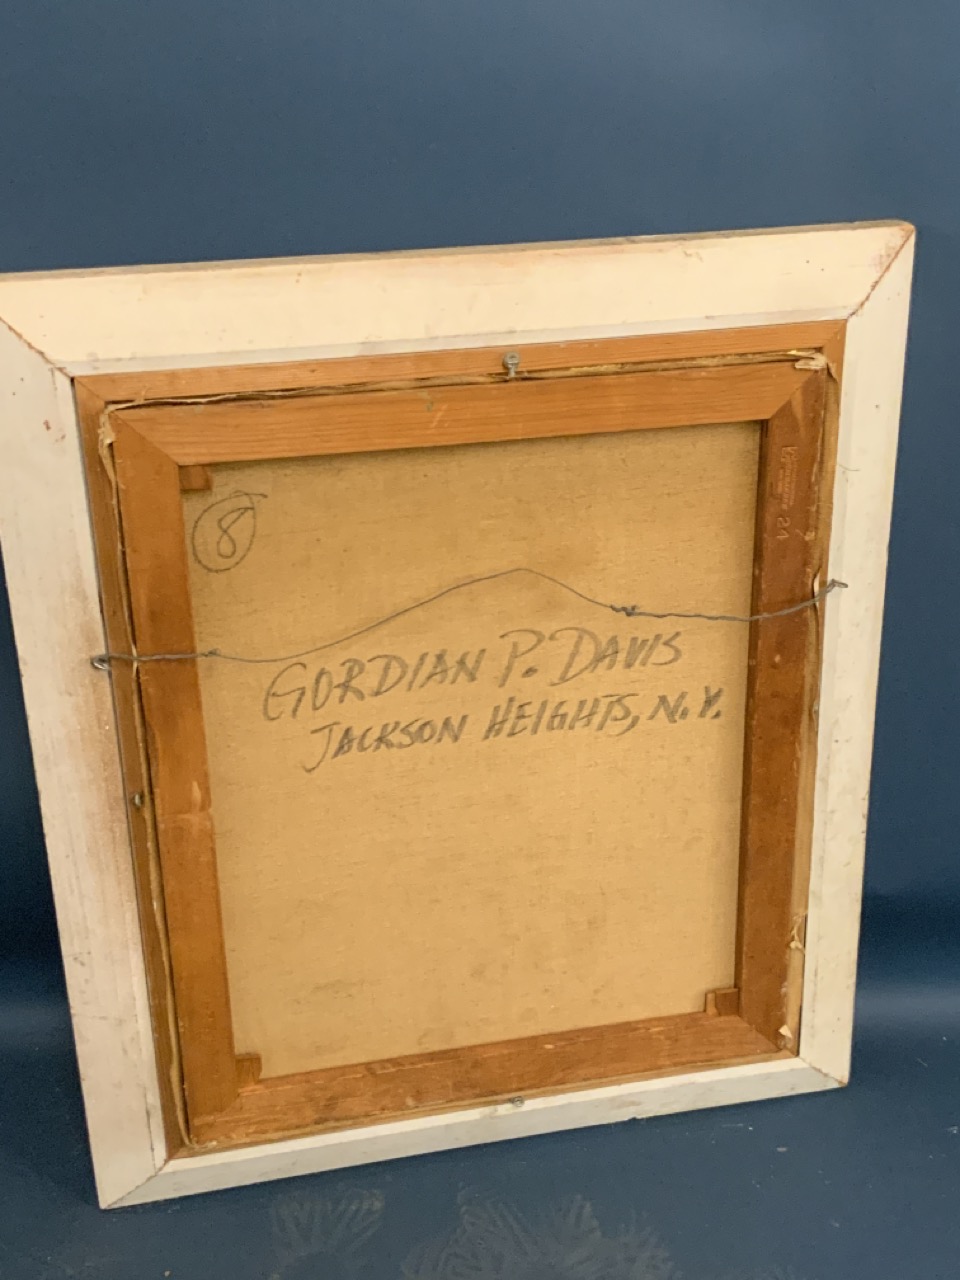 8
GORDIAN P. DAVIS
JACKSON HEIGHTS, N.Y.
24